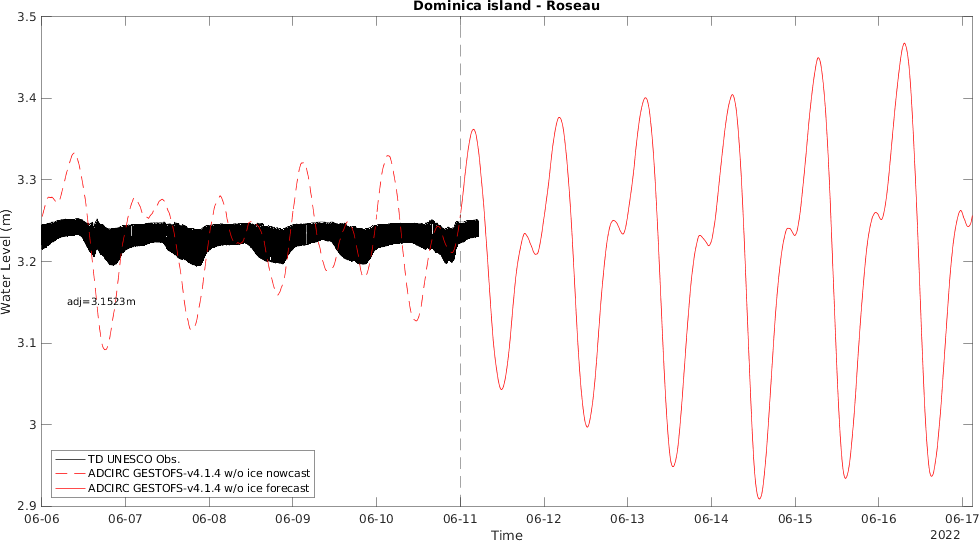 Dominica island - Roseau
3.5
3.4
3.3
3.2
3.1
3
2.9
Water Level (m)
adj=3.1523m
TD UNESCO Obs.
ADCIRC GESTOFS-v4.1.4 w/o ice nowcast
ADCIRC GESTOFS-v4.1.4 w/o ice forecast
06-06 06-07 06-08 06-09 06-10 06-11 06-12 06-13 06-14 06-15 06-16 06-17
Time
2022